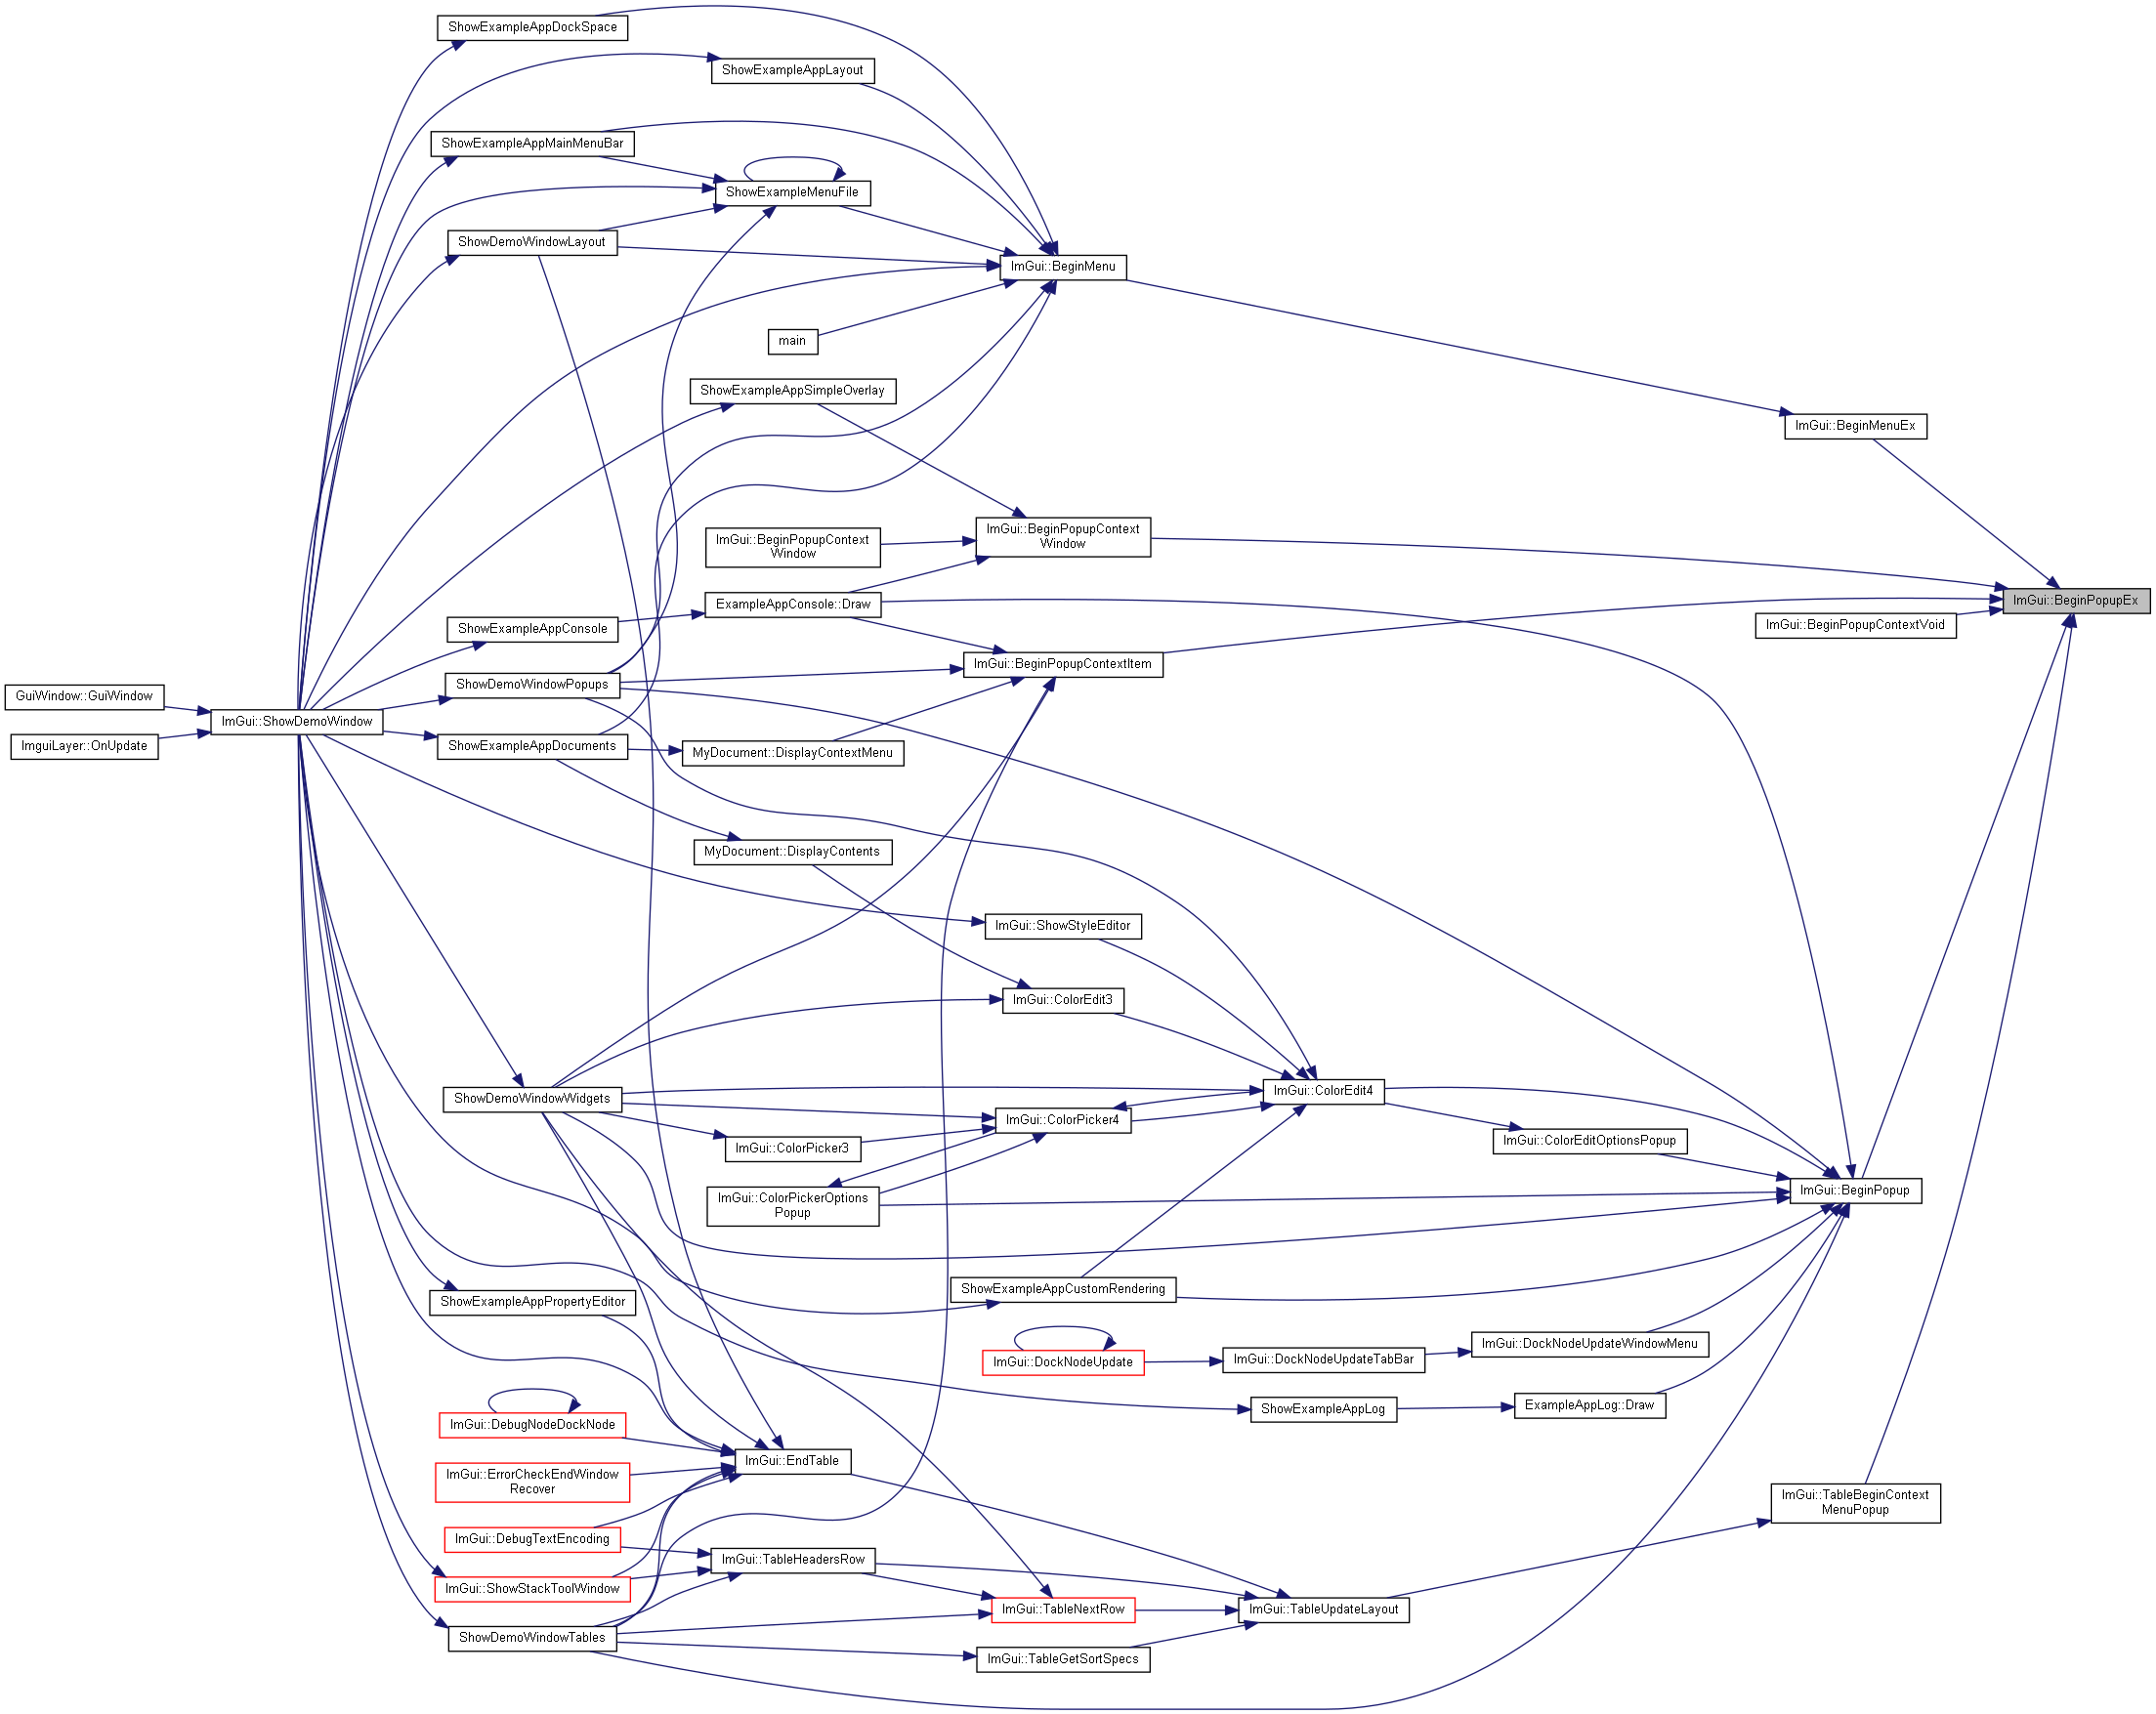 ShowExampleAppDockSpace
ShowExampleAppLayout
ShowExampleAppMainMenuBar
ShowExampleMenuFile
ShowDemoWindowLayout
ImGui::BeginMenu
main
ShowExampleAppSimpleOverlay
ImGui::BeginMenuEx
ImGui::BeginPopupContext
Window
ImGui::BeginPopupContext
Window
ImGui::BeginPopupEx
ExampleAppConsole::Draw
ImGui::BeginPopupContextVoid
ShowExampleAppConsole
ImGui::BeginPopupContextItem
ShowDemoWindowPopups
GuiWindow::GuiWindow
ImGui::ShowDemoWindow
ImguiLayer::OnUpdate
ShowExampleAppDocuments
MyDocument::DisplayContextMenu
MyDocument::DisplayContents
ImGui::ShowStyleEditor
ImGui::ColorEdit3
ShowDemoWindowWidgets
ImGui::ColorEdit4
ImGui::ColorPicker4
ImGui::ColorPicker3
ImGui::ColorEditOptionsPopup
ImGui::ColorPickerOptions
Popup
ImGui::BeginPopup
ShowExampleAppCustomRendering
ShowExampleAppPropertyEditor
ImGui::DockNodeUpdateWindowMenu
ImGui::DockNodeUpdateTabBar
ImGui::DockNodeUpdate
ExampleAppLog::Draw
ShowExampleAppLog
ImGui::DebugNodeDockNode
ImGui::EndTable
ImGui::ErrorCheckEndWindow
Recover
ImGui::TableBeginContext
MenuPopup
ImGui::DebugTextEncoding
ImGui::TableHeadersRow
ImGui::ShowStackToolWindow
ImGui::TableNextRow
ImGui::TableUpdateLayout
ShowDemoWindowTables
ImGui::TableGetSortSpecs